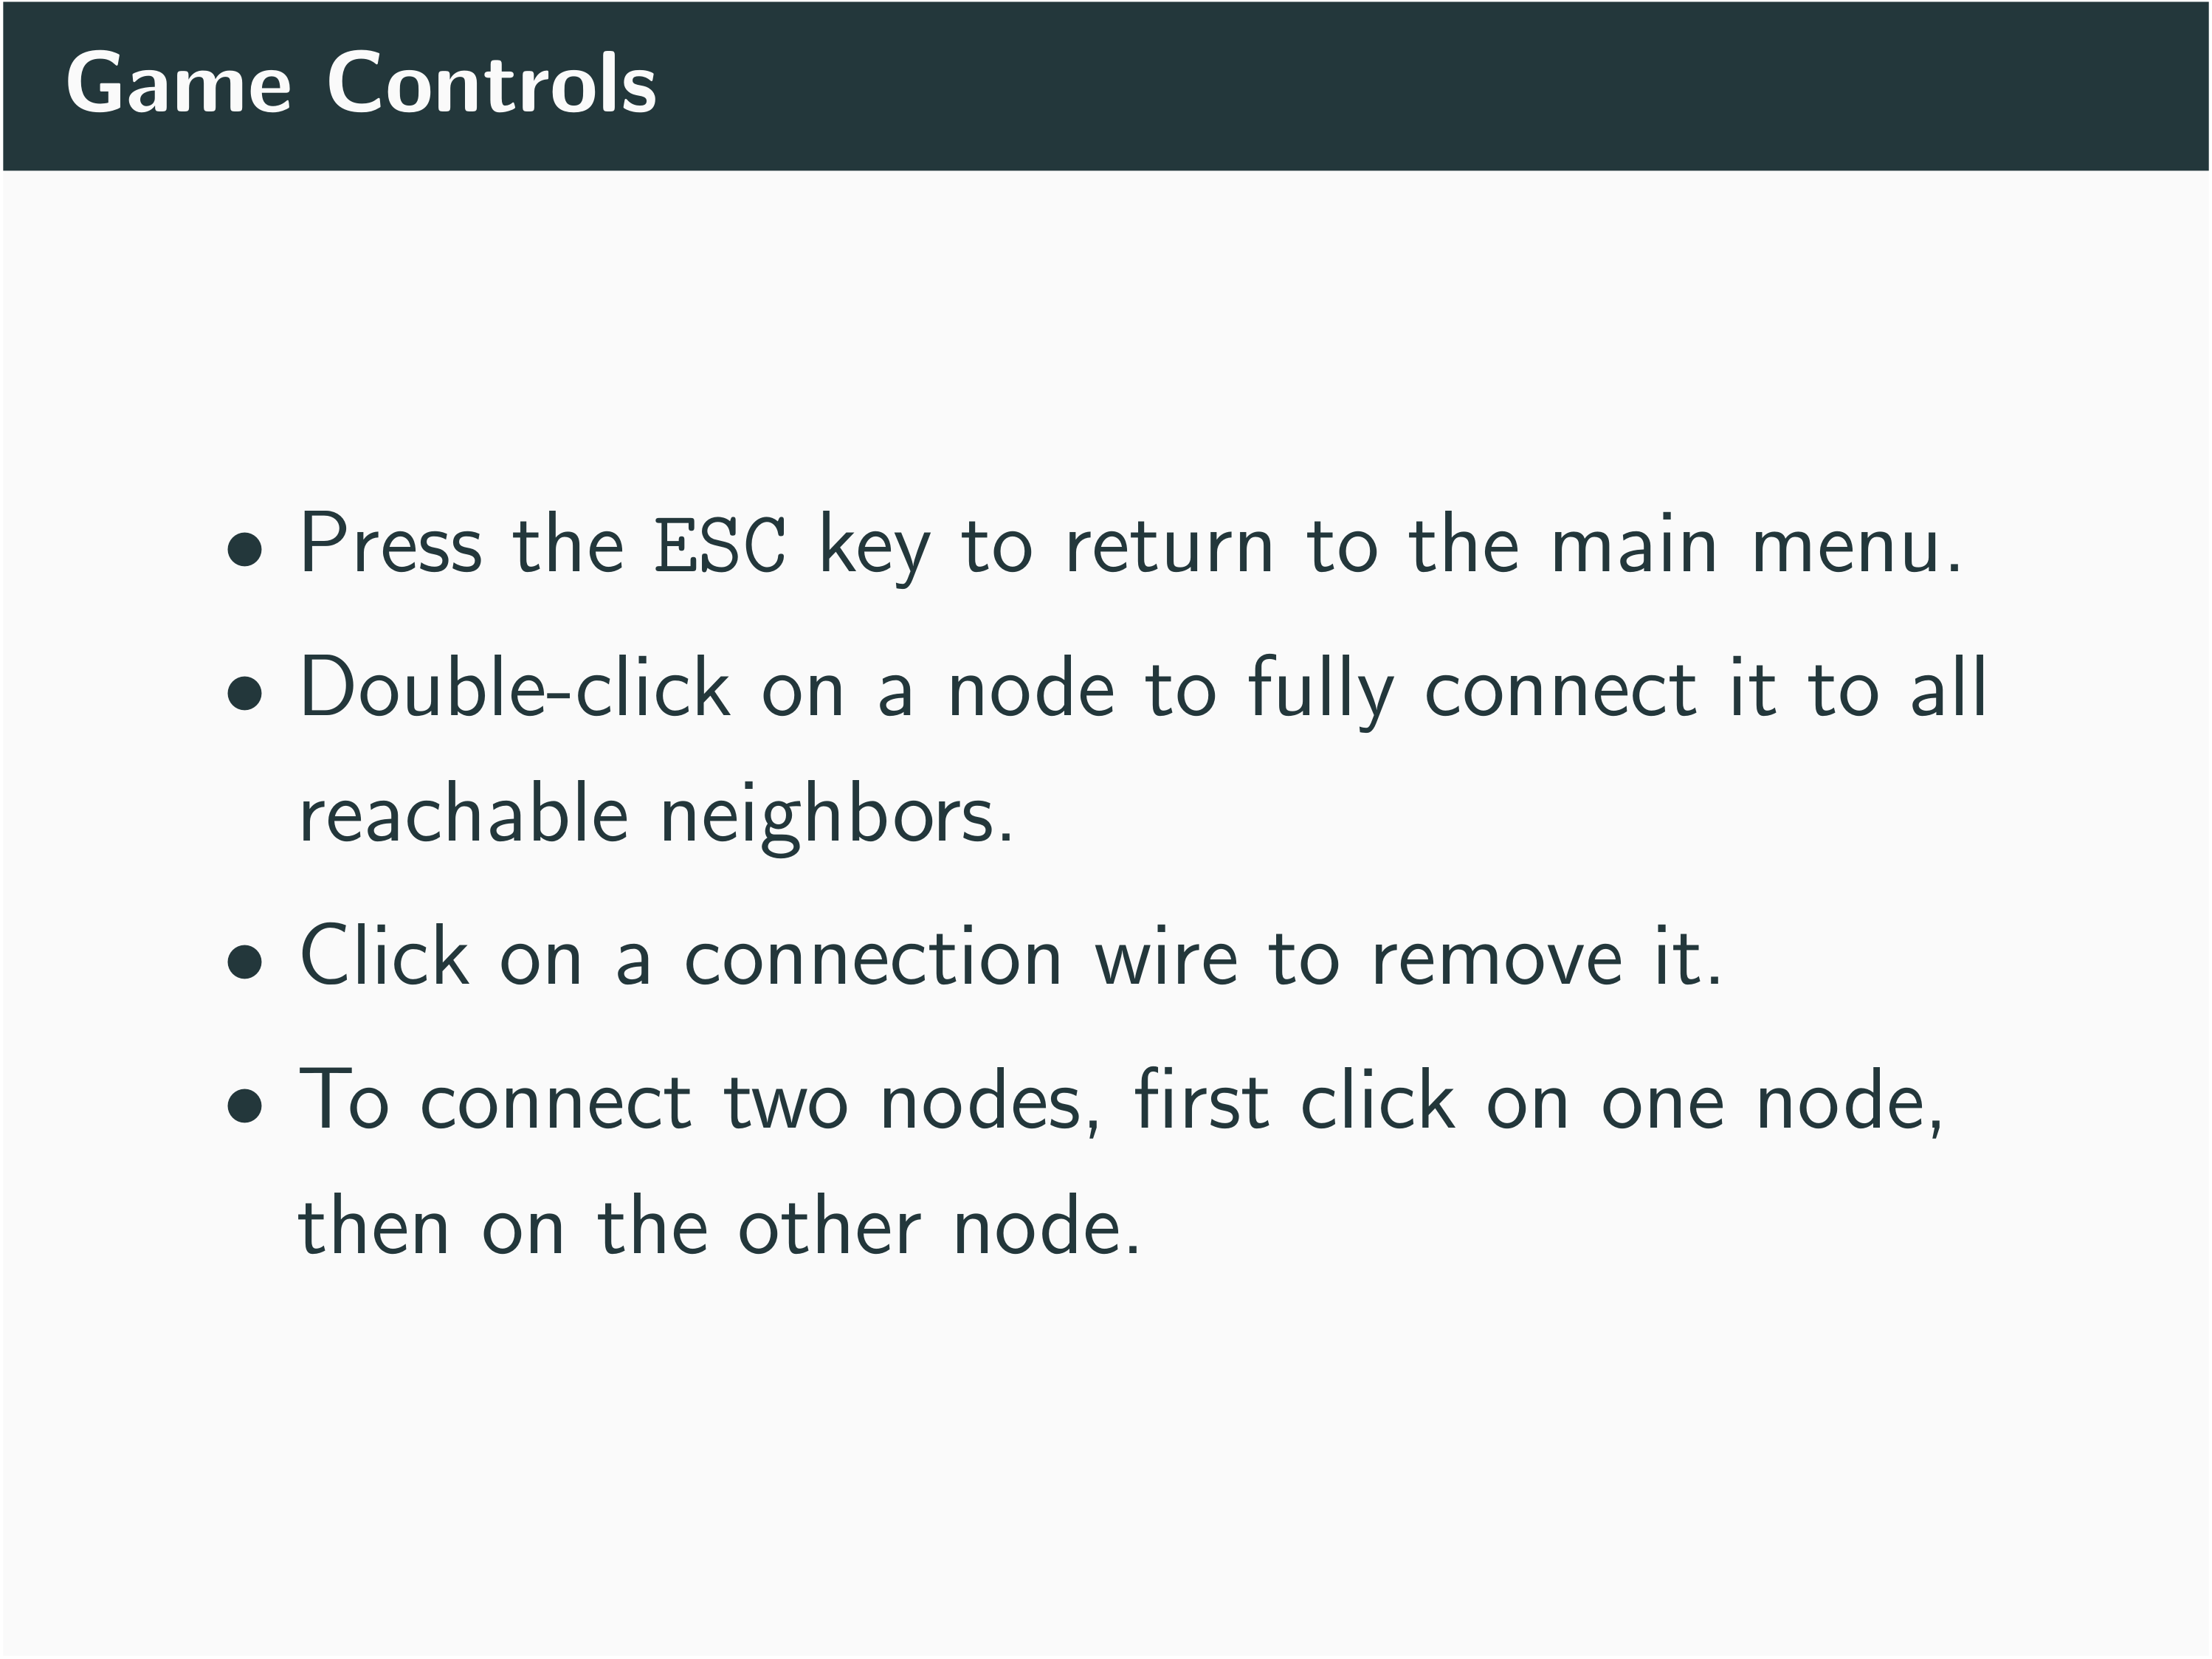 Game Controls
• Press the ESC key to return to the main menu.
• Double-click on a node to fully connect it to all
reachable neighbors.
• Click on a connection wire to remove it.
• To connect two nodes, first click on one node,
then on the other node.